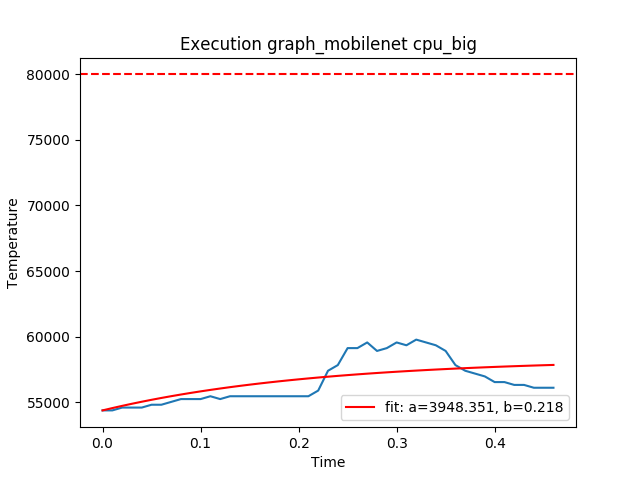 Execution graph_mobilenet cpu_big
80000
75000
70000
65000
60000
55000
Temperature
fit: a=3948.351, b=0.218
0.0 0.1 0.2 0.3 0.4
Time